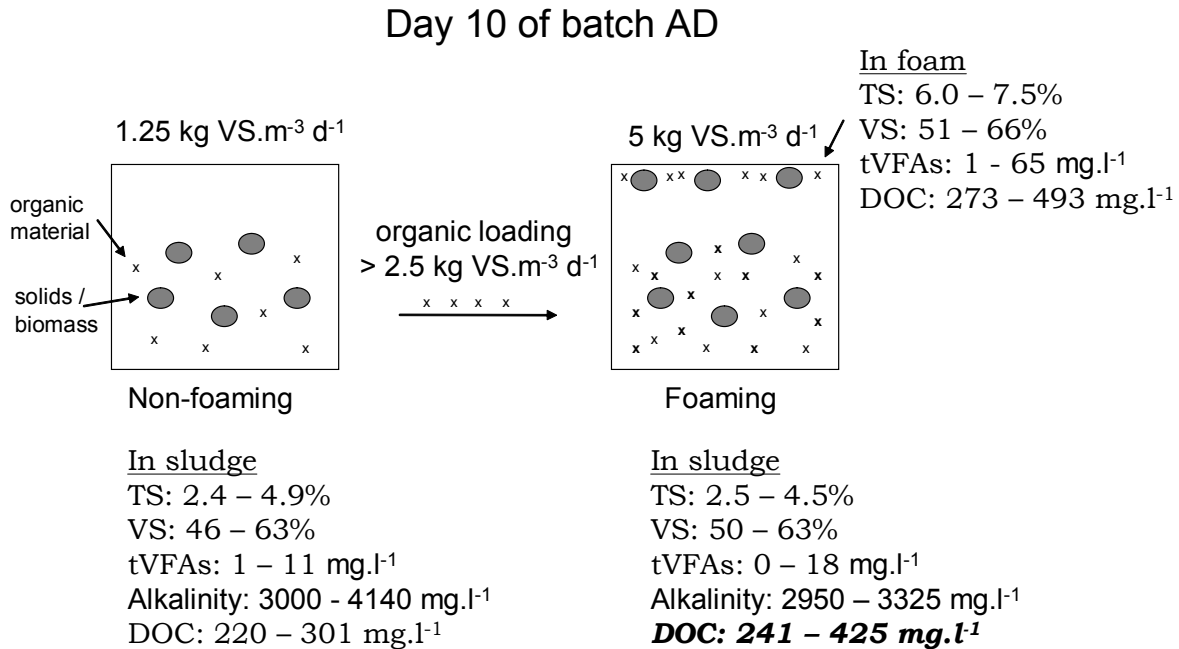 Day 10 of batch AD
In foam
TS: 6.0 – 7.5%
VS: 51 – 66%
tVFAs: 1 - 65 mg.l-1
DOC: 273 – 493 mg.l-1
1.25 kg VS.m-3 d-1
5 kg VS.m-3 d-1
organic
material
solids /
biomass
organic loading
> 2.5 kg VS.m-3 d-1
Non-foaming
Foaming
In sludge
TS: 2.4 – 4.9%
VS: 46 – 63%
tVFAs: 1 – 11 mg.l-1
Alkalinity: 3000 - 4140 mg.l-1
DOC: 220 – 301 mg.l-1
In sludge
TS: 2.5 – 4.5%
VS: 50 – 63%
tVFAs: 0 – 18 mg.l-1
Alkalinity: 2950 – 3325 mg.l-1
DOC: 241 – 425 mg.l-1